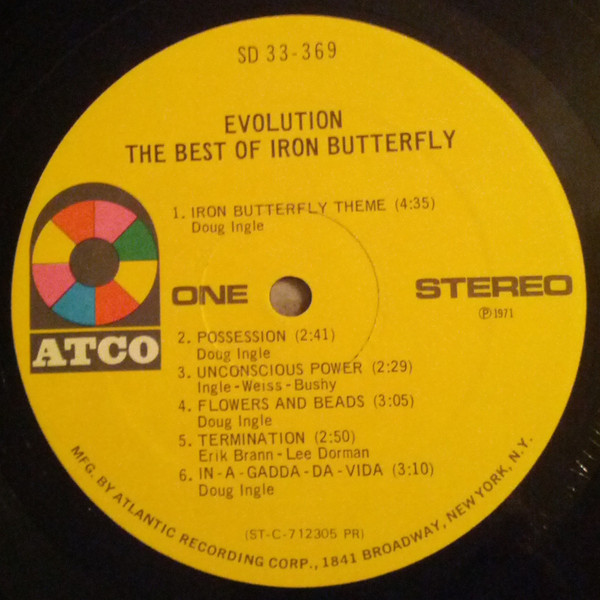 SD 33-369
EVOLUTION
THE BEST OF IRON BUTTERFLY
1. IRON BUTTERFLY THEME (4:35)
Doug Ingle
ATCO
ONE
STEREO
Ⓟ1971
2. POSSESSION (2:41)
Doug Ingle
3. UNCONSCIOUS POWER (2:29)
Ingle-Weiss-Bushy
4. FLOWERS AND BEADS (3:05)
Doug Ingle
5. TERMINATION (2:50)
Erik Brann-Lee Dorman
6. IN-A-GADDA-DA-VIDA (3:10)
Doug Ingle
(ST-C-712305 PR)
MFG. BY ATLANTIC RECORDING CORP., 1841 BROADWAY, NEW YORK, N.Y.